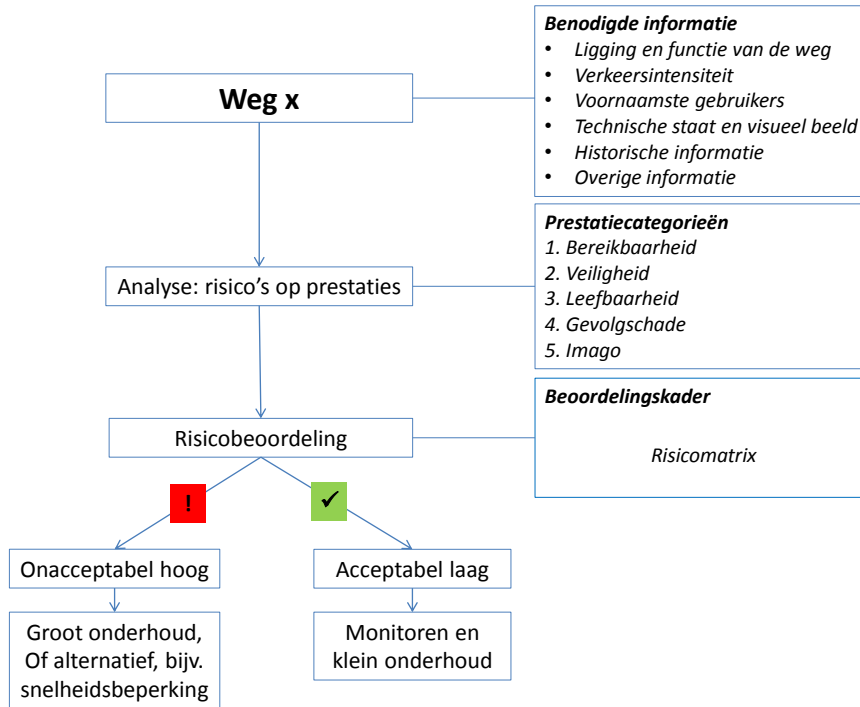 Weg x
Benodigde informatie
• Ligging en functie van de weg
• Verkeersintensiteit
• Voornaamste gebruikers
• Technische staat en visueel beeld
• Historische informatie
• Overige informatie
Analyse: risico's op prestaties
Prestatiecategorieën
1. Bereikbaarheid
2. Veiligheid
3. Leefbaarheid
4. Gevolgschade
5. Imago
Risicobeoordeling
Beoordelingskader
Risicomatrix
!
✓
Onacceptabel hoog
Acceptabel laag
Groot onderhoud,
Of alternatief, bijv.
snelheidsbeperking
Monitoren en
klein onderhoud